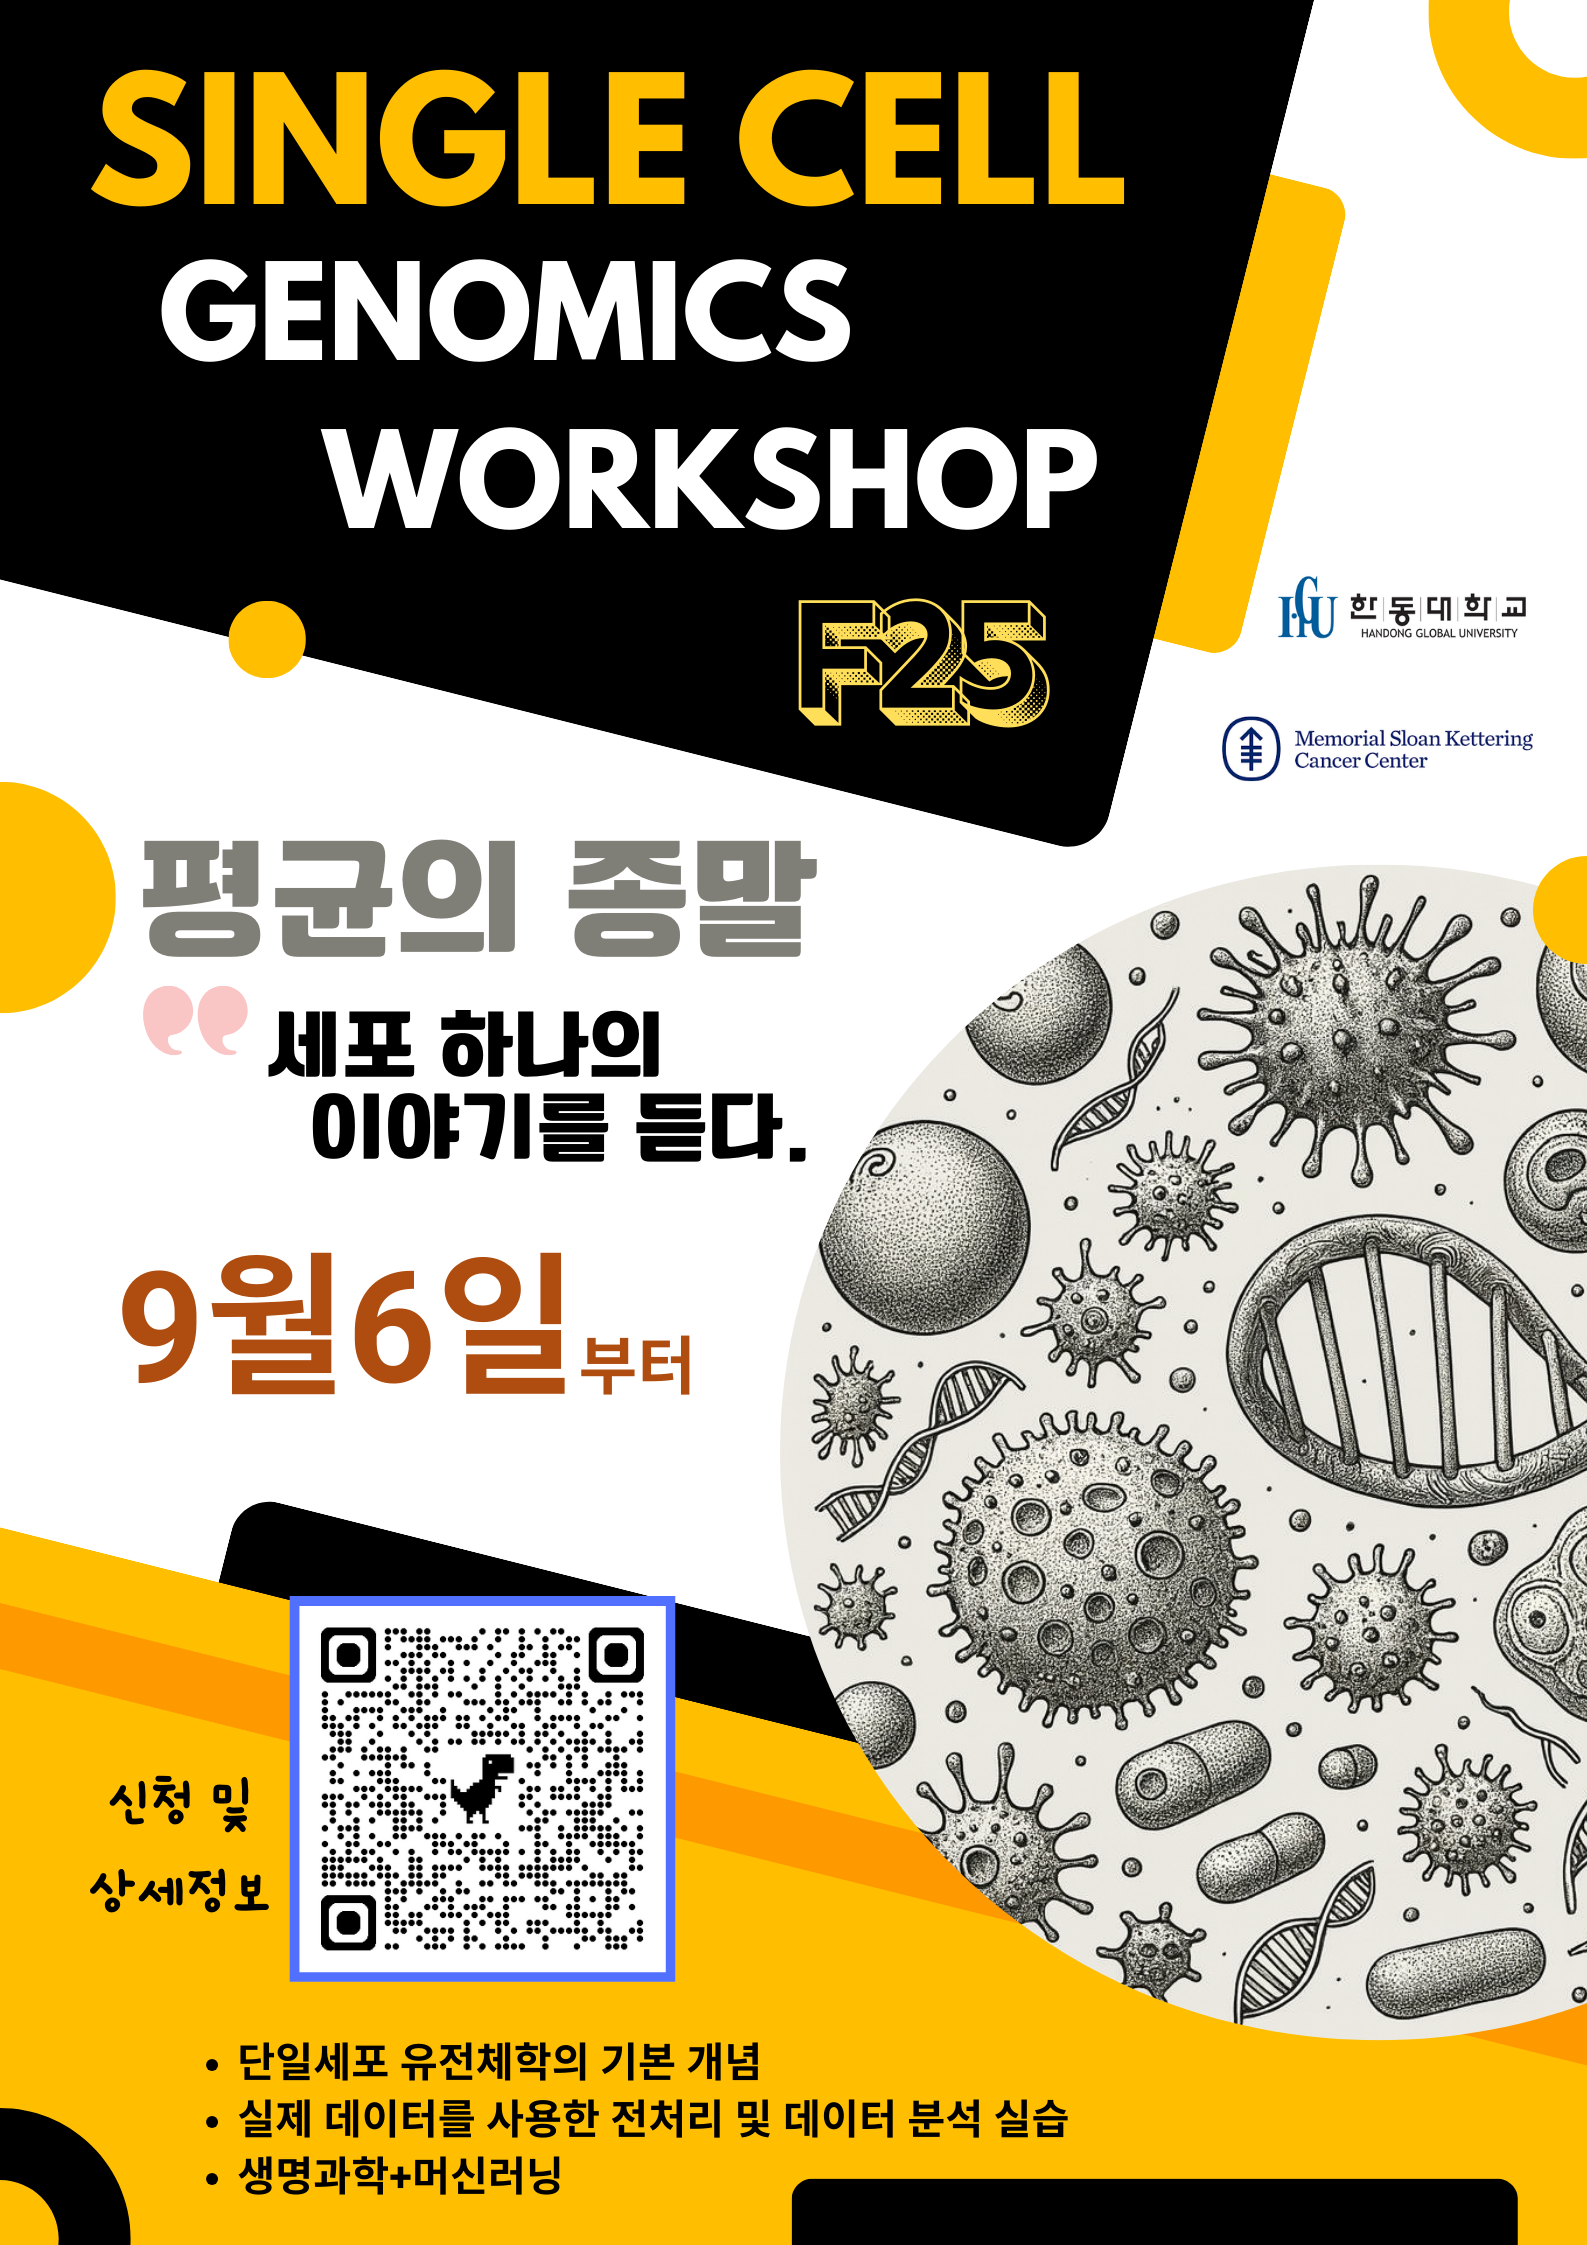 SINGLE CELL
GENOMICS
WORKSHOP
F25
한동대학교
HANDONG GLOBAL UNIVERSITY
Memorial Sloan Kettering
Cancer Center
평균의 종말
세포 하나의
이야기를 듣다.
9월6일부터
신청 및
상세정보
• 단일세포 유전체학의 기본 개념
• 실제 데이터를 사용한 전처리 및 데이터 분석 실습
• 생명과학+머신러닝